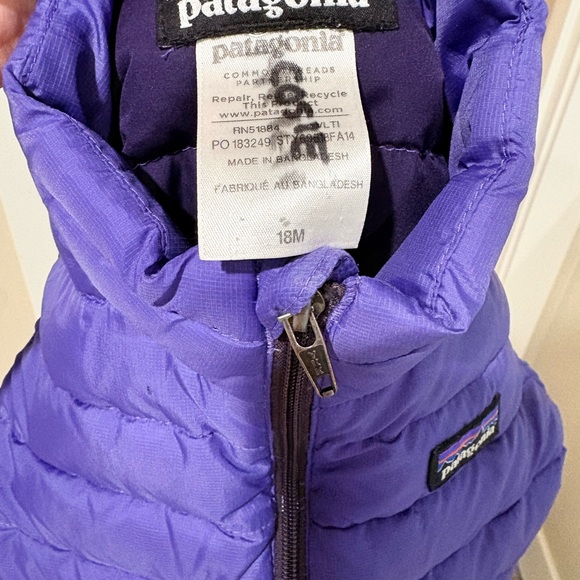 patagonia
patagonia
COMMON THREADS
PARTNERSHIP
Repair, Recycle
This Product
www.patagonia.com
RN51884
PO 183249 FA14
MADE IN BANGLADESH
FABRIQUÉ AU BANGLADESH
18M
patagonia